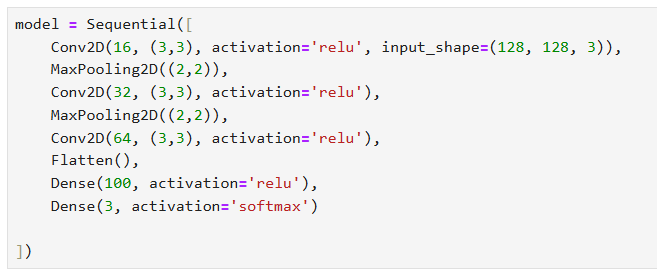 model = Sequential([
    Conv2D(16, (3,3), activation='relu', input_shape=(128, 128, 3)),
    MaxPooling2D((2,2)),
    Conv2D(32, (3,3), activation='relu'),
    MaxPooling2D((2,2)),
    Conv2D(64, (3,3), activation='relu'),
    Flatten(),
    Dense(100, activation='relu'),
    Dense(3, activation='softmax')

])